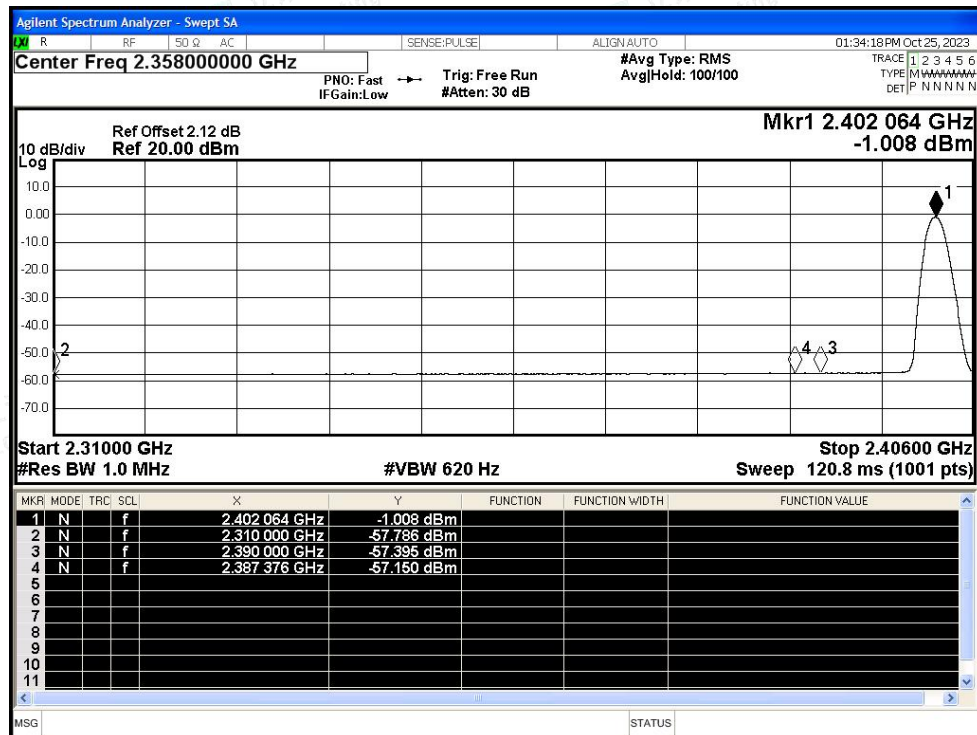 Agilent Spectrum Analyzer - Swept SA
LXI R RF 50 Ω AC SENSE:PULSE ALIGN AUTO 01:34:18 PM Oct 25, 2023
Center Freq 2.358000000 GHz
PNO: Fast Trig: Free Run #Avg Type: RMS TRACE 1 2 3 4 5 6
IFGain:Low #Atten: 30 dB Avg|Hold: 100/100 TYPE M
DET P N N N N N
Mkr1 2.402 064 GHz
-1.008 dBm
Ref Offset 2.12 dB
10 dB/div Ref 20.00 dBm
Log
10.0
0.00
-10.0
-20.0
-30.0
-40.0
-50.0
-60.0
-70.0
1
2
4 3
Start 2.31000 GHz Stop 2.40600 GHz
#Res BW 1.0 MHz #VBW 620 Hz Sweep 120.8 ms (1001 pts)
MKR MODE TRC SCL X Y FUNCTION FUNCTION WIDTH FUNCTION VALUE
1 N f 2.402 064 GHz -1.008 dBm
2 N f 2.310 000 GHz -57.786 dBm
3 N f 2.390 000 GHz -57.395 dBm
4 N f 2.387 376 GHz -57.150 dBm
5
6
7
8
9
10
11
MSG STATUS